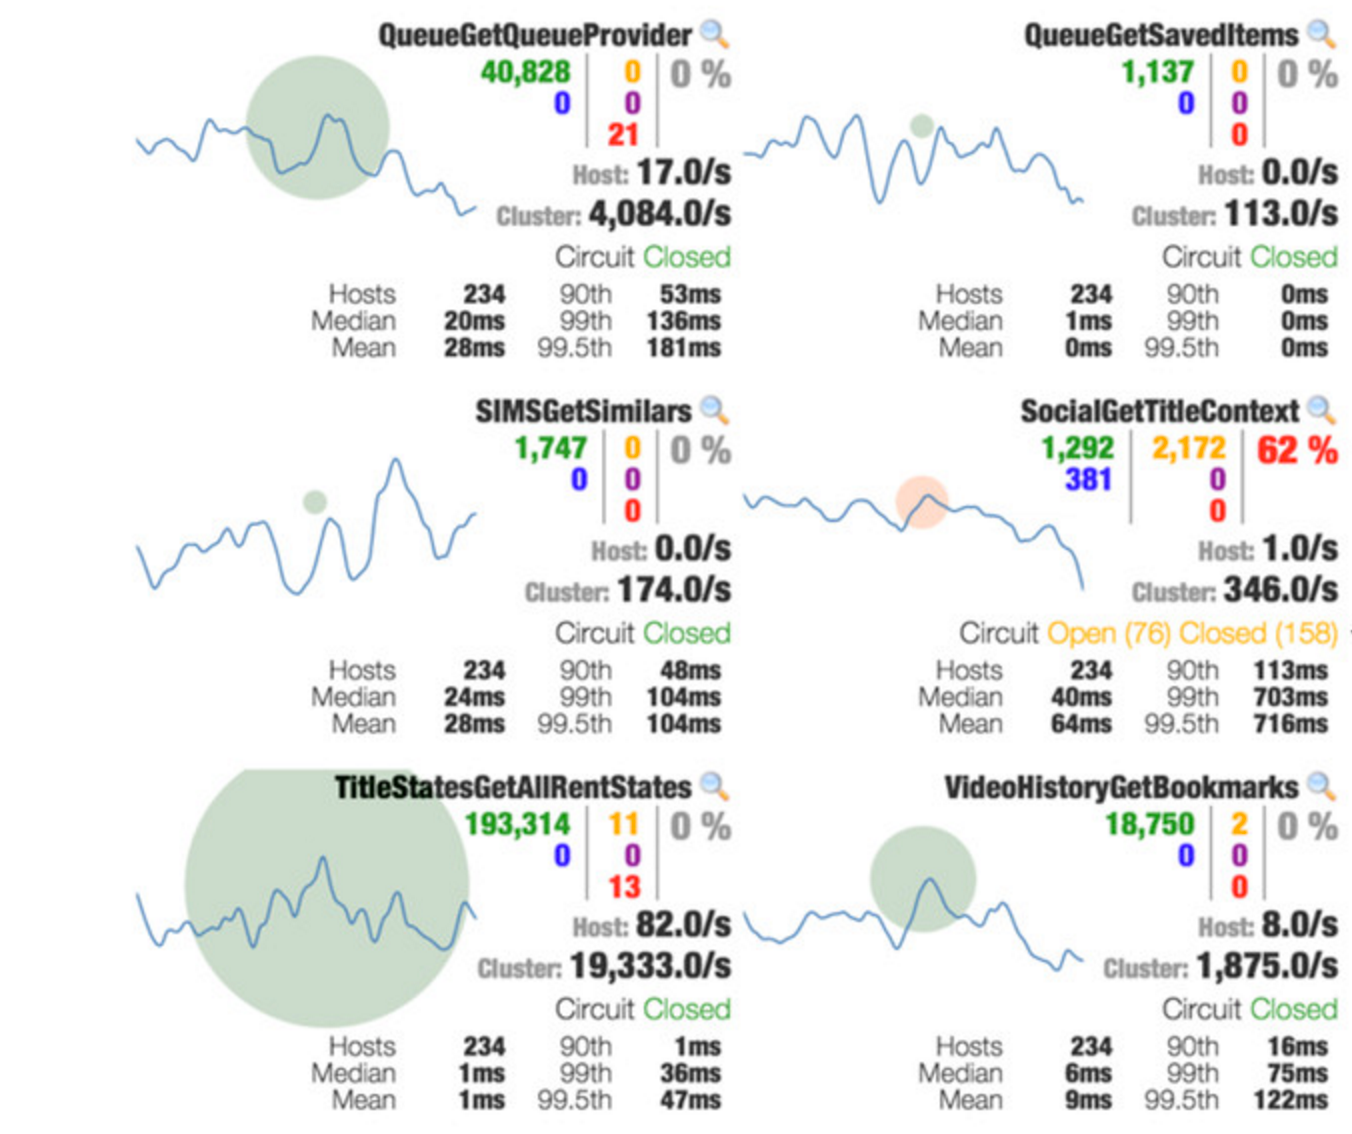 QueueGetQueueProvider
40,828 0 0 %
0 0
21
Host: 17.0/s
Cluster: 4,084.0/s
Circuit Closed
Hosts 234 90th 53ms
Median 20ms 99th 136ms
Mean 28ms 99.5th 181ms
QueueGetSavedItems
1,137 0 0 %
0 0
0
Host: 0.0/s
Cluster: 113.0/s
Circuit Closed
Hosts 234 90th 0ms
Median 1ms 99th 0ms
Mean 0ms 99.5th 0ms
SIMSGetSimilars
1,747 0 0 %
0 0
0
Host: 0.0/s
Cluster: 174.0/s
Circuit Closed
Hosts 234 90th 48ms
Median 24ms 99th 104ms
Mean 28ms 99.5th 104ms
SocialGetTitleContext
1,292 2,172 62 %
381 0
0
Host: 1.0/s
Cluster: 346.0/s
Circuit Open (76) Closed (158)
Hosts 234 90th 113ms
Median 40ms 99th 703ms
Mean 64ms 99.5th 716ms
TitleStatesGetAllRentStates
193,314 11 0 %
0 0
13
Host: 82.0/s
Cluster: 19,333.0/s
Circuit Closed
Hosts 234 90th 1ms
Median 1ms 99th 36ms
Mean 1ms 99.5th 47ms
VideoHistoryGetBookmarks
18,750 2 0 %
0 0
0
Host: 8.0/s
Cluster: 1,875.0/s
Circuit Closed
Hosts 234 90th 16ms
Median 6ms 99th 75ms
Mean 9ms 99.5th 122ms